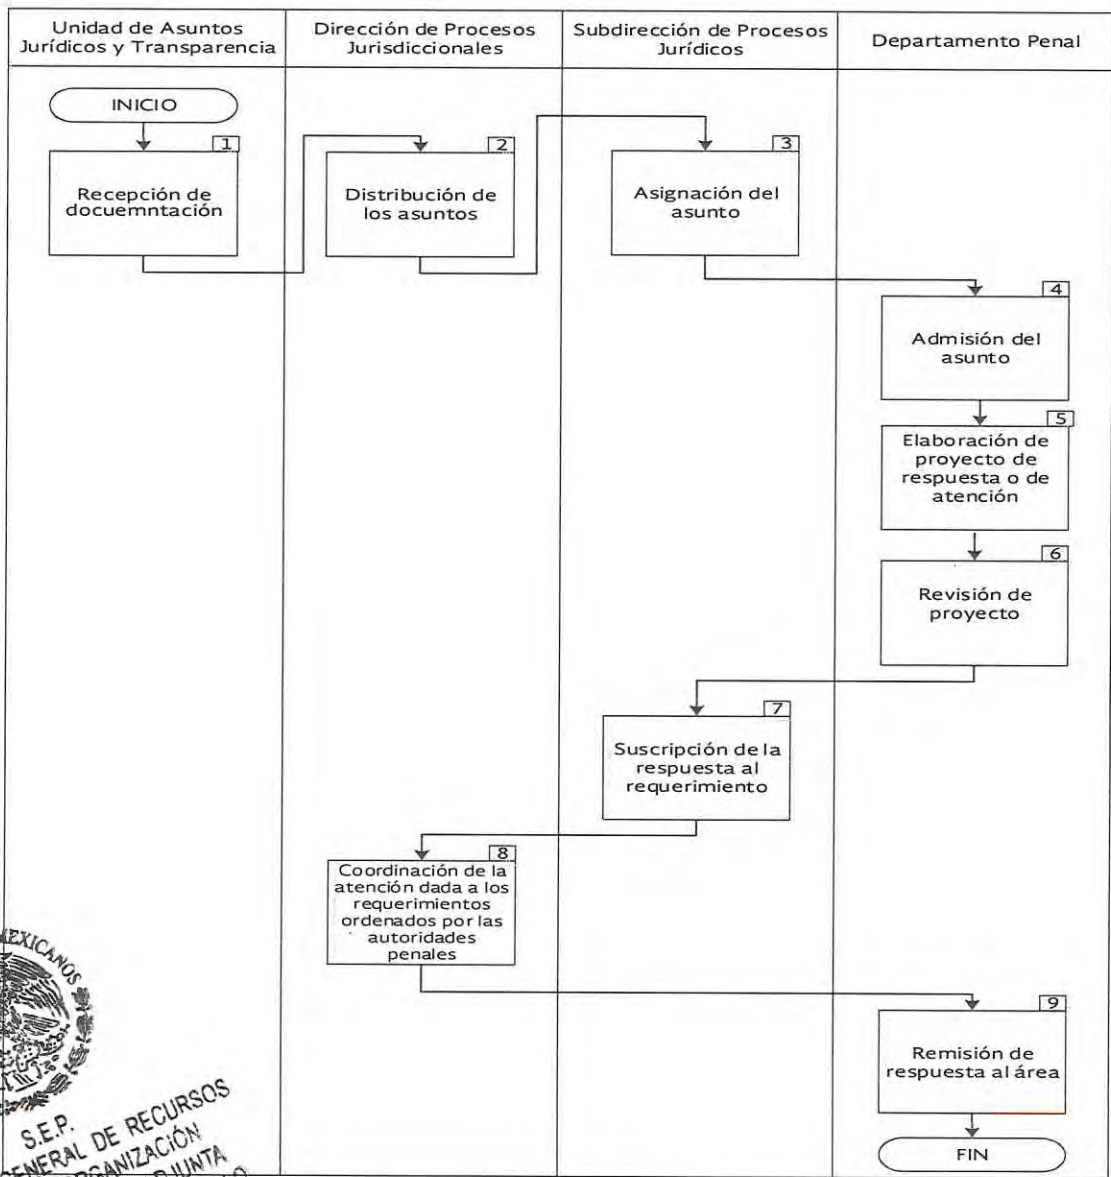 Unidad de Asuntos
Jurídicos y Transparencia
Dirección de Procesos
Jurisdiccionales
Subdirección de Procesos
Jurídicos
Departamento Penal
INICIO
1
Recepción de
docuemntación
2
Distribución de
los asuntos
3
Asignación del
asunto
4
Admisión del
asunto
5
Elaboración de
proyecto de
respuesta o de
atención
6
Revisión de
proyecto
7
Suscripción de la
respuesta al
requerimiento
8
Coordinación de la
atención dada a los
requerimientos
ordenados por las
autoridades
penales
9
Remisión de
respuesta al área
FIN
MEXICANOS
S.E.P.
GENERAL DE RECURSOS